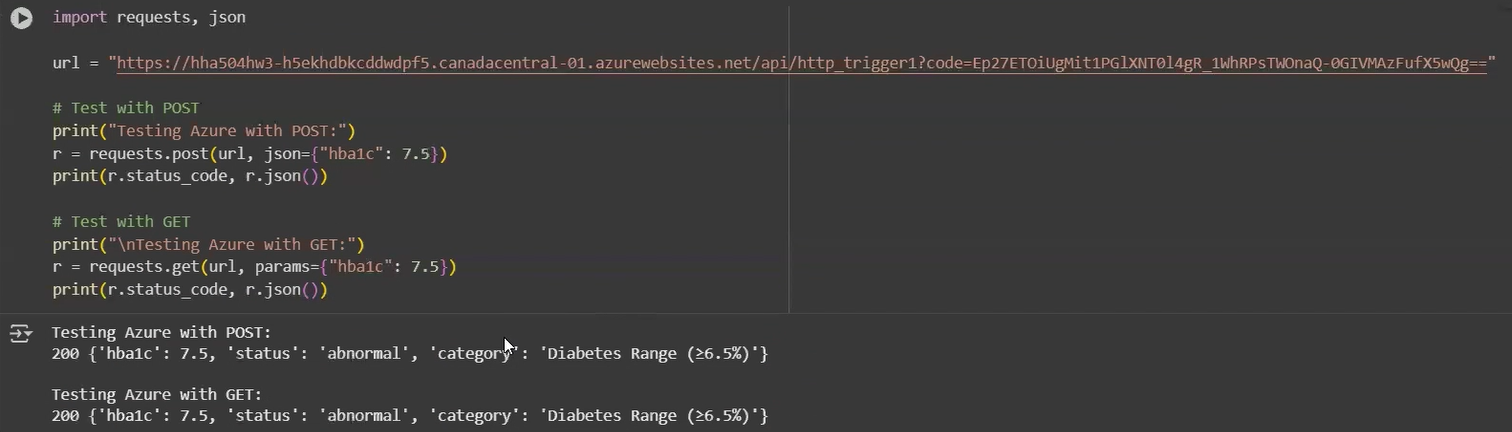 import requests, json
url = "https://hha504hw3-h5ekhdbkcddwdpf5.canadacentral-01.azurewebsites.net/api/http_trigger1?code=Ep27ETOiUgMit1PGlXNT0l4gR_1WhRPsTWOnaQ-0GIVMAzFufX5wQg=="
# Test with POST
print("Testing Azure with POST:")
r = requests.post(url, json={"hba1c": 7.5})
print(r.status_code, r.json())
# Test with GET
print("\nTesting Azure with GET:")
r = requests.get(url, params={"hba1c": 7.5})
print(r.status_code, r.json())
Testing Azure with POST:
200 {'hba1c': 7.5, 'status': 'abnormal', 'category': 'Diabetes Range (≥6.5%)'}
Testing Azure with GET:
200 {'hba1c': 7.5, 'status': 'abnormal', 'category': 'Diabetes Range (≥6.5%)'}